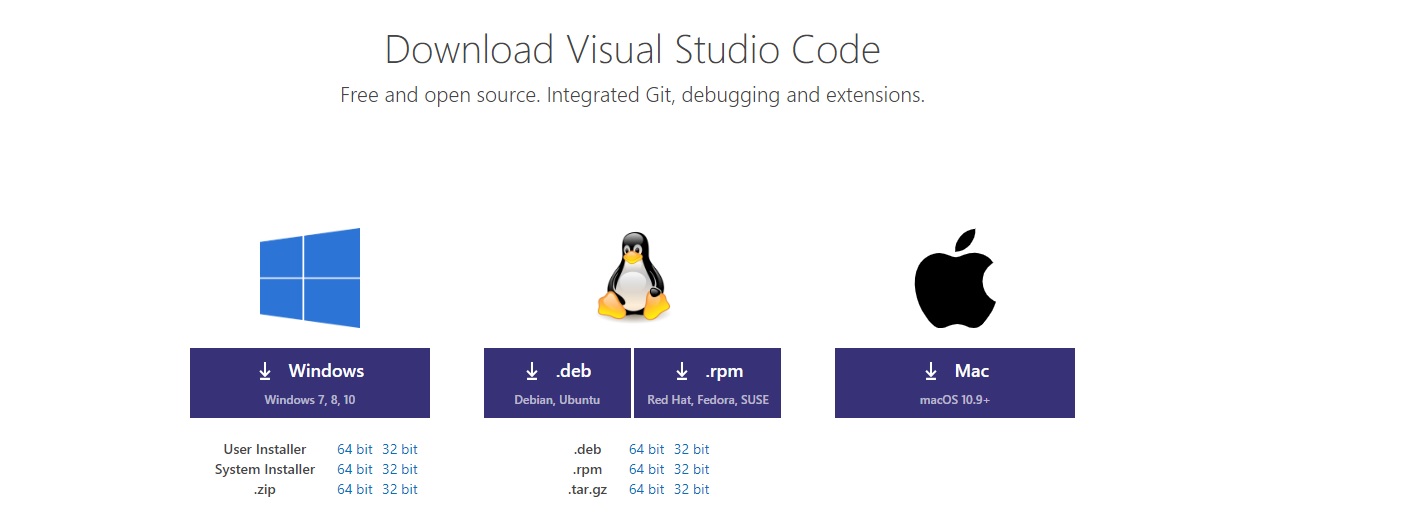 Download Visual Studio Code
Free and open source. Integrated Git, debugging and extensions.
Windows
Windows 7, 8, 10
User Installer 64 bit 32 bit
System Installer 64 bit 32 bit
.zip 64 bit 32 bit
.deb
Debian, Ubuntu
.rpm
Red Hat, Fedora, SUSE
.deb 64 bit 32 bit
.rpm 64 bit 32 bit
.tar.gz 64 bit 32 bit
Mac
macOS 10.9+